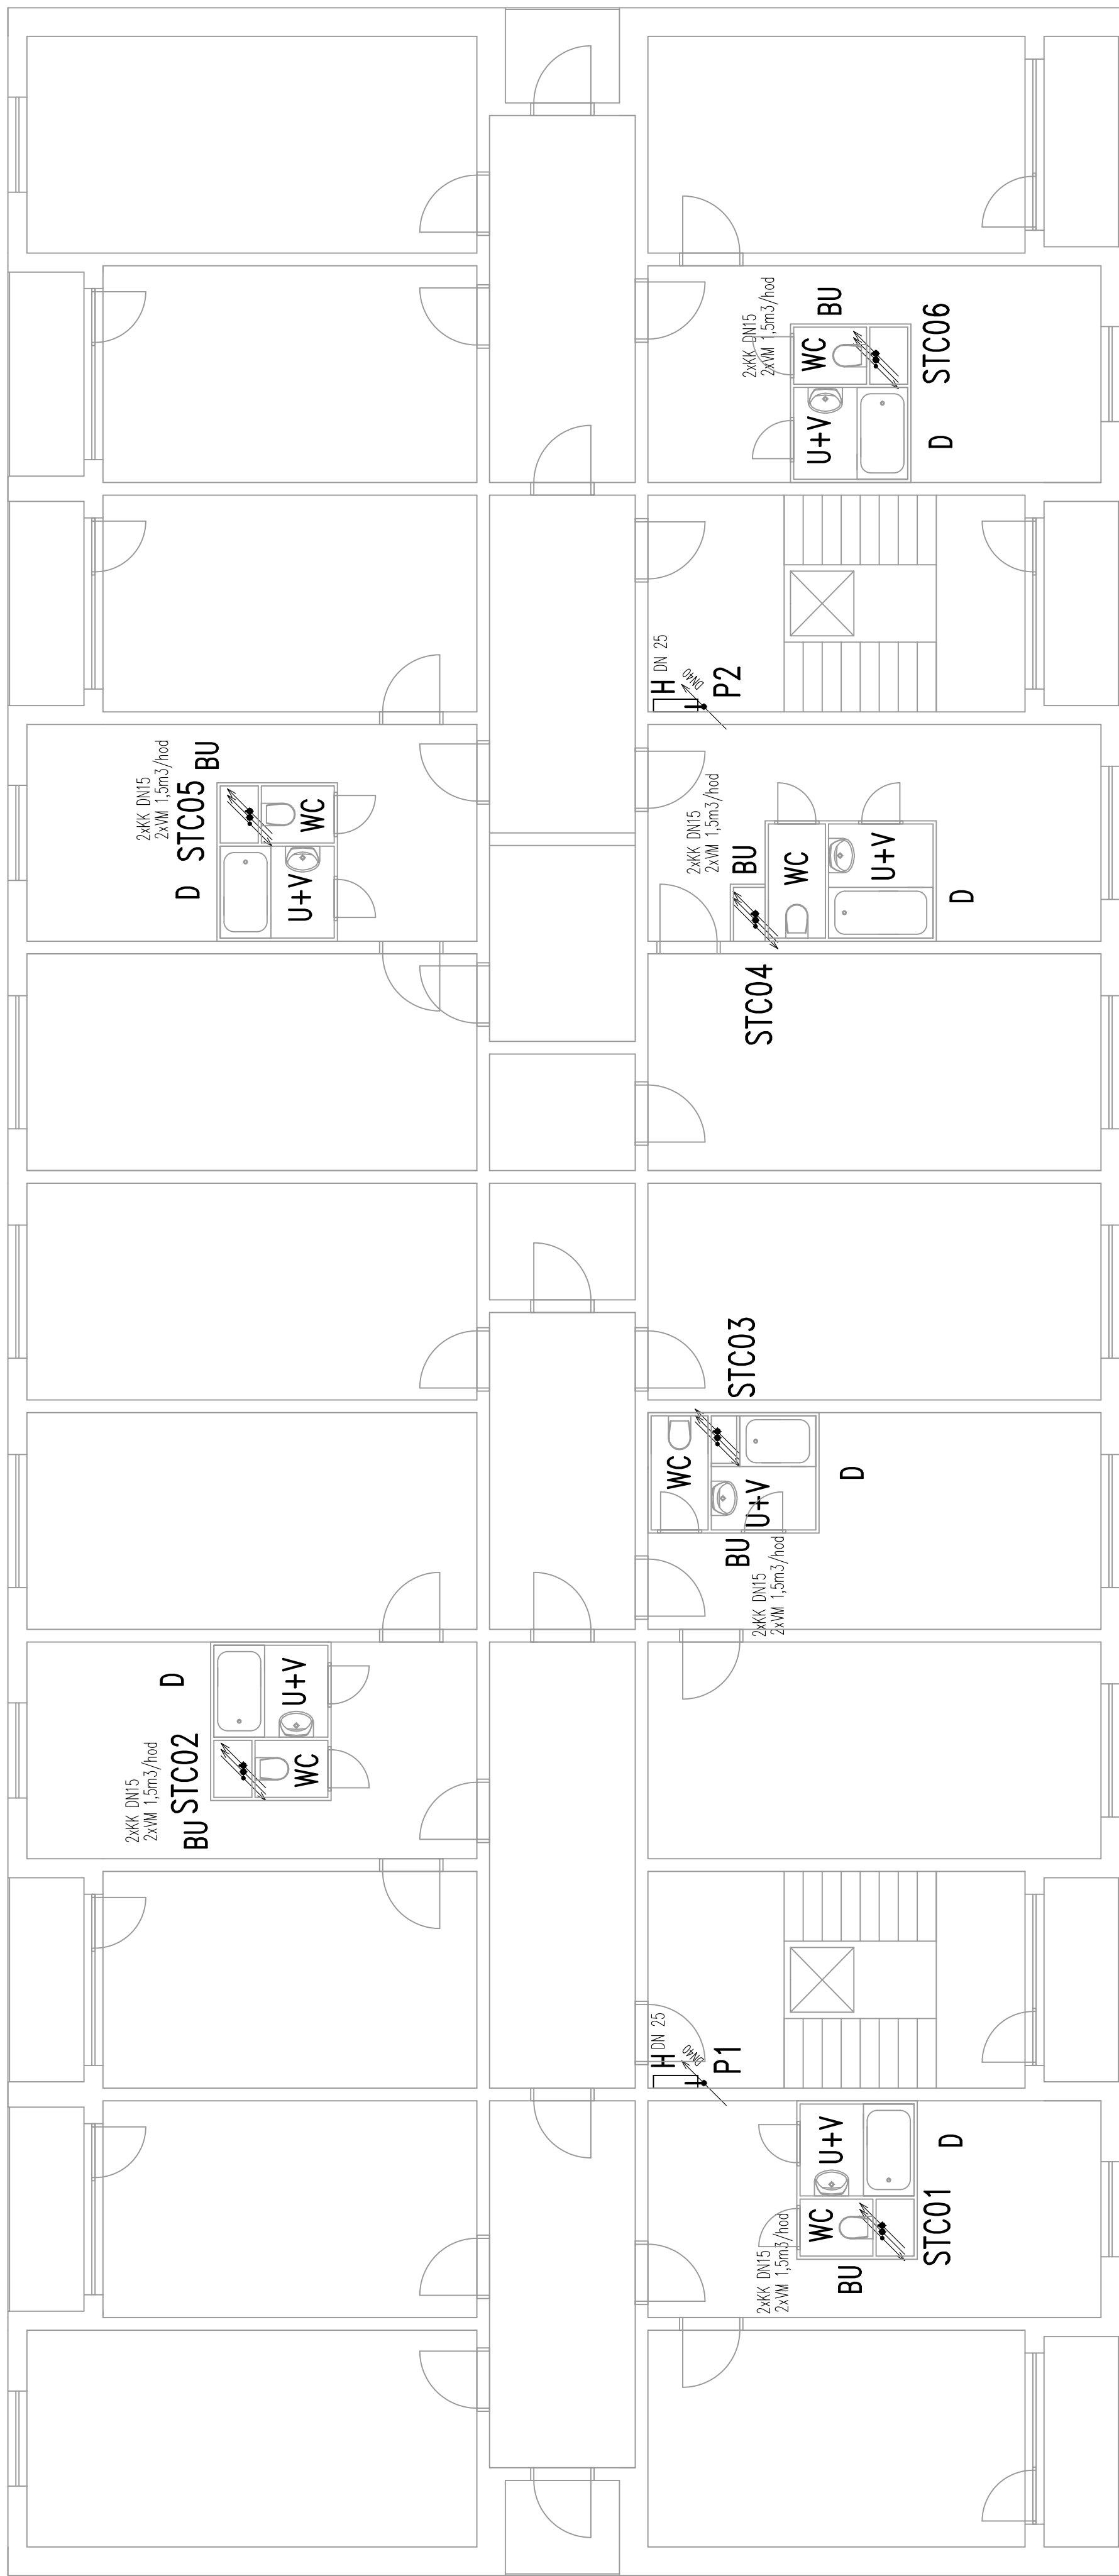 2xKK DN15
2xVM 1,5m3/hod
BU
WC
STC06
U+V
D
H DN 25
DN40
P2
2xKK DN15
2xVM 1,5m3/hod
BU
STC05
D
WC
U+V
2xKK DN15
2xVM 1,5m3/hod
BU
WC
U+V
D
STC04
STC03
WC
U+V
D
BU
2xKK DN15
2xVM 1,5m3/hod
D
U+V
2xKK DN15
2xVM 1,5m3/hod
STC02
BU
WC
H DN 25
DN40
P1
U+V
D
WC
STC01
BU
2xKK DN15
2xVM 1,5m3/hod